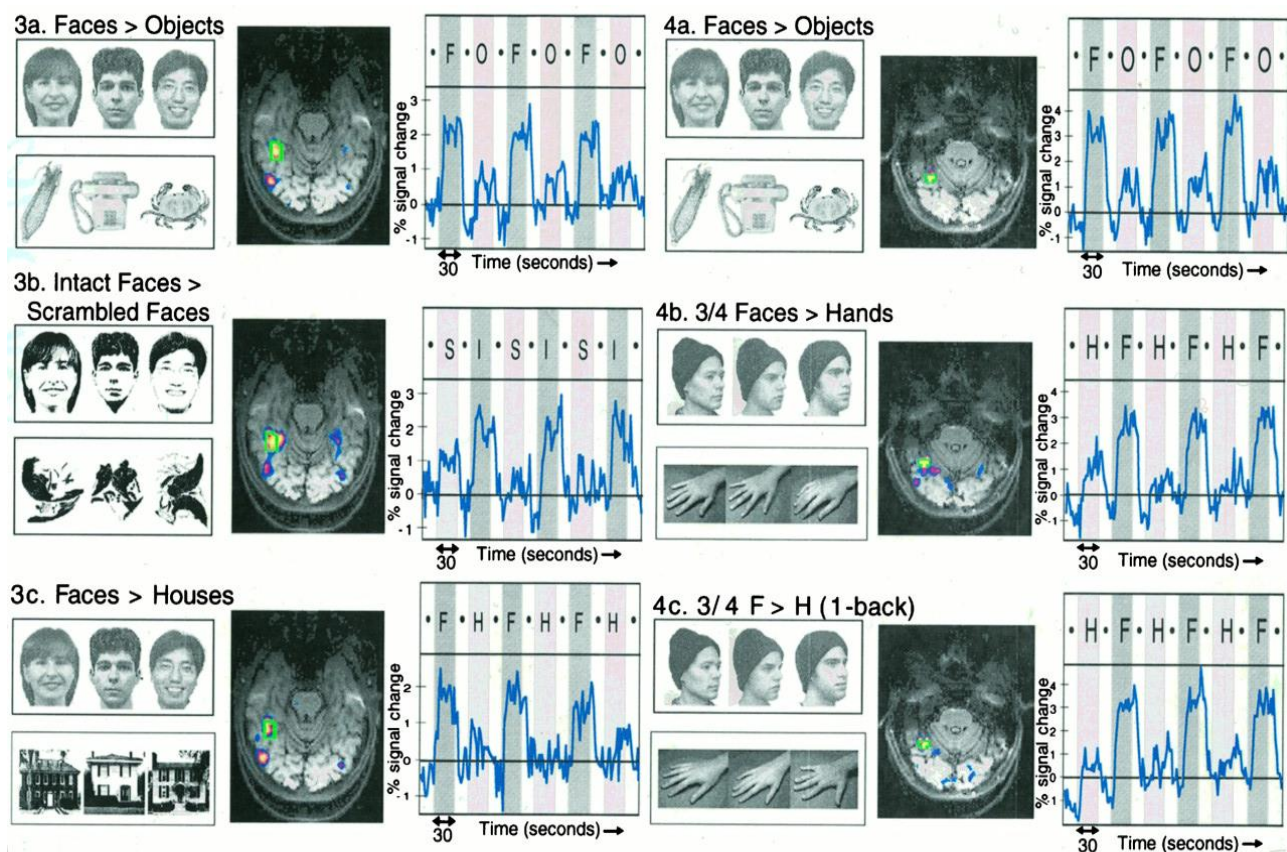 3a. Faces > Objects
• F • O • F • O • F • O •
% signal change
3
2
1
0
-1
30
Time (seconds) →
3b. Intact Faces >
Scrambled Faces
• S • I • S • I • S • I •
% signal change
3
2
1
0
-1
30
Time (seconds) →
3c. Faces > Houses
• F • H • F • H • F • H •
% signal change
2
1
0
-1
30
Time (seconds) →
4a. Faces > Objects
• F • O • F • O • F • O •
% signal change
4
3
2
1
0
-1
30
Time (seconds) →
4b. 3/4 Faces > Hands
• H • F • H • F • H • F •
% signal change
4
3
2
1
0
-1
30
Time (seconds) →
4c. 3/4 F > H (1-back)
• H • F • H • F • H • F •
% signal change
4
3
2
1
0
-1
30
Time (seconds) →